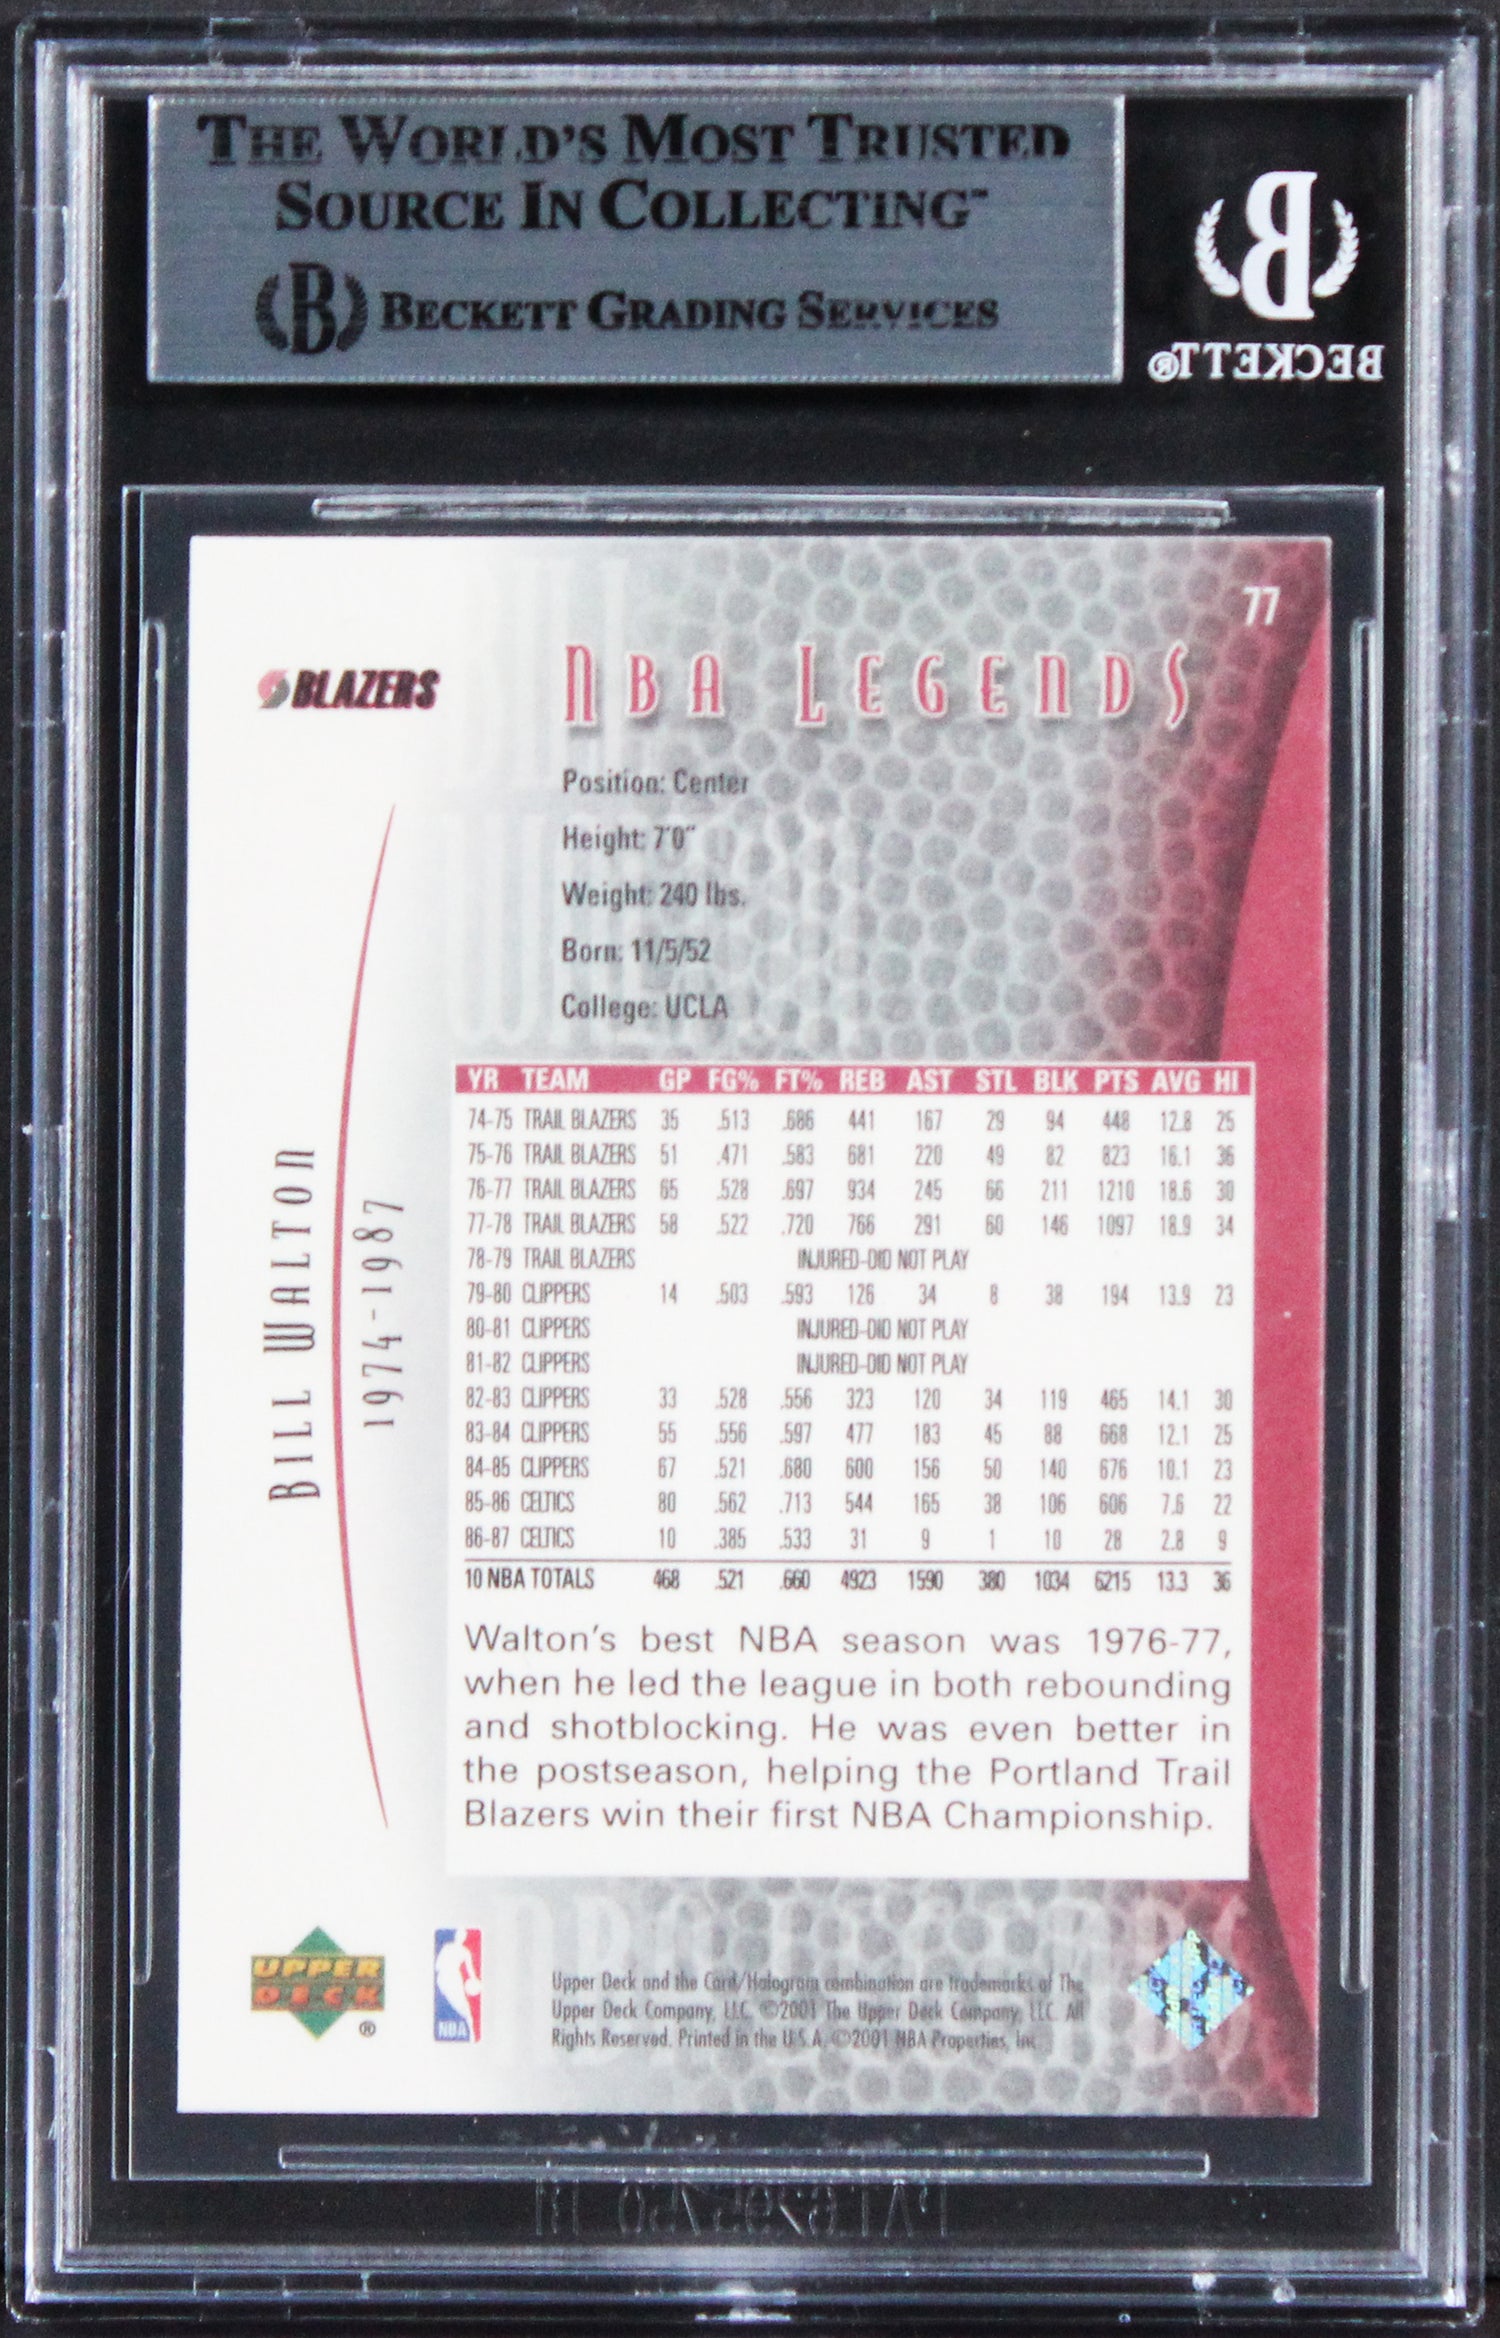 THE WORLD'S MOST TRUSTED
SOURCE IN COLLECTING™
B BECKETT GRADING SERVICES
B
BECKETT®
77
BLAZERS
NBA LEGENDS
Position: Center
Height: 7'0"
Weight: 240 lbs.
Born: 11/5/52
College: UCLA
BILL WALTON
1974-1987
YR TEAM GP FG% FT% REB AST STL BLK PTS AVG HI
74-75 TRAIL BLAZERS 35 .513 .686 441 167 29 94 448 12.8 25
75-76 TRAIL BLAZERS 51 .471 .583 681 220 49 82 823 16.1 36
76-77 TRAIL BLAZERS 65 .528 .697 934 245 66 211 1210 18.6 30
77-78 TRAIL BLAZERS 58 .522 .720 766 291 60 146 1097 18.9 34
78-79 TRAIL BLAZERS INJURED-DID NOT PLAY
79-80 CLIPPERS 14 .503 .593 126 34 8 38 194 13.9 23
80-81 CLIPPERS INJURED-DID NOT PLAY
81-82 CLIPPERS INJURED-DID NOT PLAY
82-83 CLIPPERS 33 .528 .556 323 120 34 119 465 14.1 30
83-84 CLIPPERS 55 .556 .597 477 183 45 88 668 12.1 25
84-85 CLIPPERS 67 .521 .680 600 156 50 140 676 10.1 23
85-86 CELTICS 80 .562 .713 544 165 38 106 606 7.6 22
86-87 CELTICS 10 .385 .533 31 9 1 10 28 2.8 9
10 NBA TOTALS 468 .521 .660 4923 1590 380 1034 6215 13.3 36
Walton's best NBA season was 1976-77,
when he led the league in both rebounding
and shotblocking. He was even better in
the postseason, helping the Portland Trail
Blazers win their first NBA Championship.
UPPER
DECK
®
NBA
Upper Deck and the Card/Hologram combination are trademarks of The
Upper Deck Company, LLC. ©2001 The Upper Deck Company, LLC. All
Rights Reserved. Printed in the U.S.A. ©2001 NBA Properties, Inc.